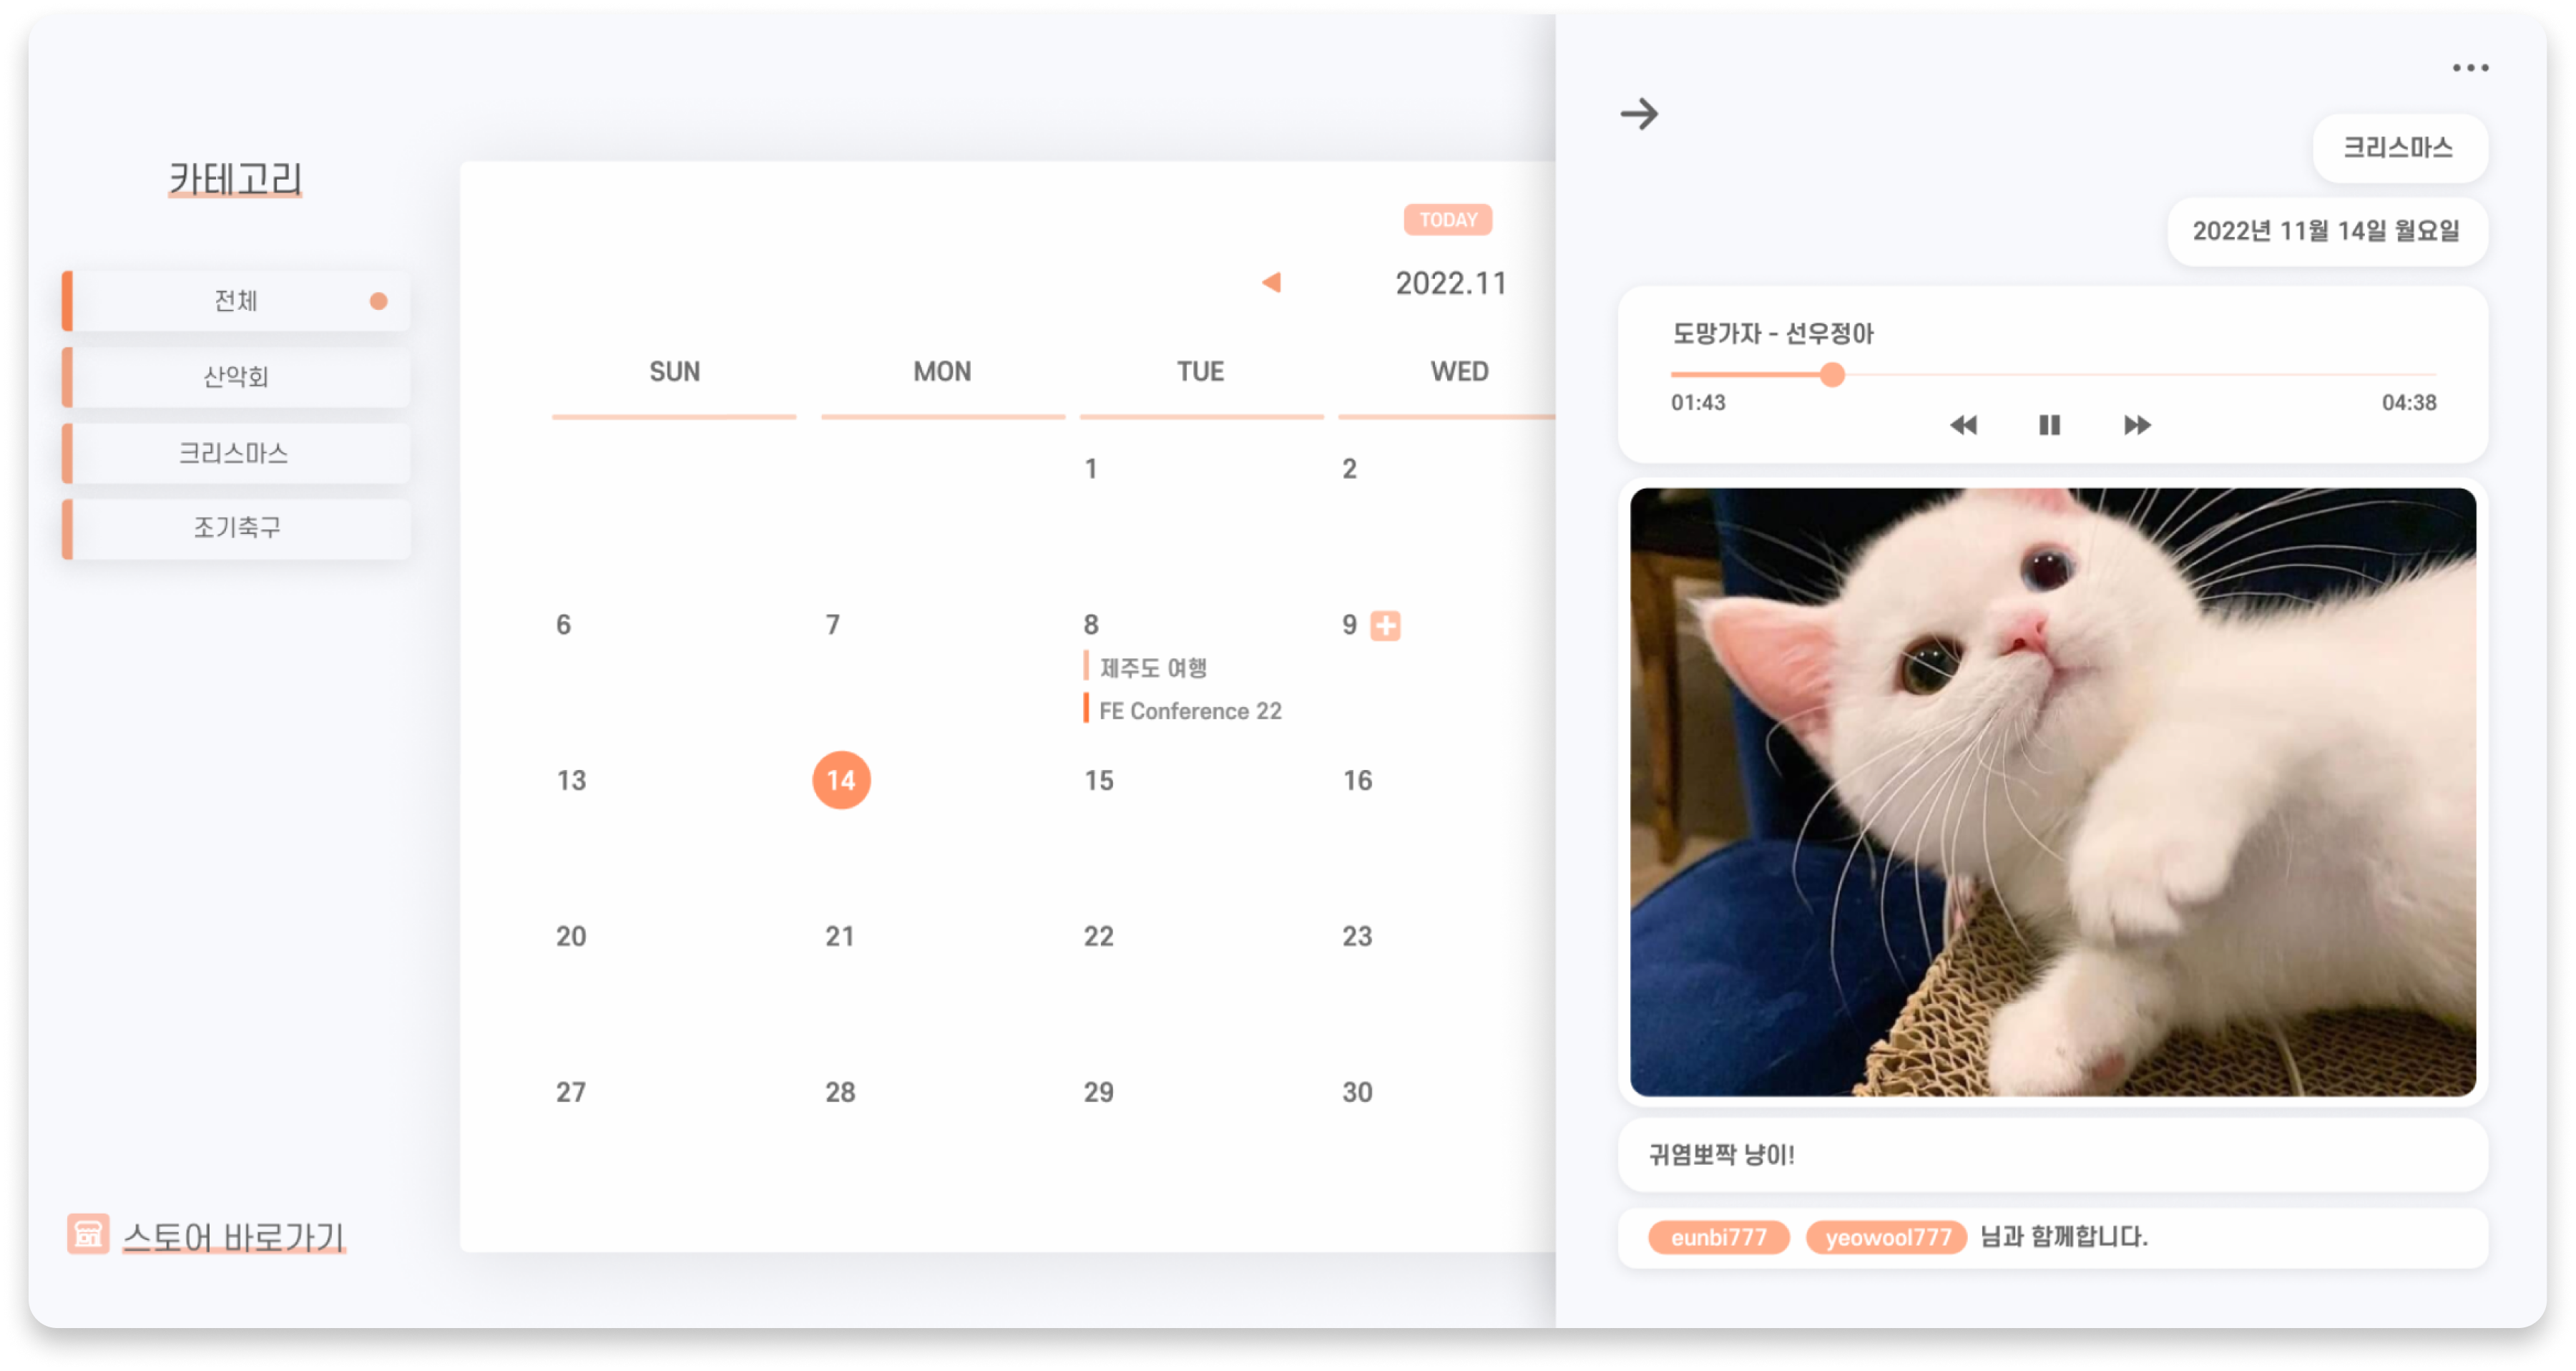 카테고리
전체
산악회
크리스마스
조기축구
스토어 바로가기
TODAY
2022.11
SUN MON TUE WED
1 2
6 7 8 9
제주도 여행
FE Conference 22
13 14 15 16
20 21 22 23
27 28 29 30
크리스마스
2022년 11월 14일 월요일
도망가자 - 선우정아
01:43 04:38
귀염뽀짝 냥이!
eunbi777 yeowool777 님과 함께합니다.